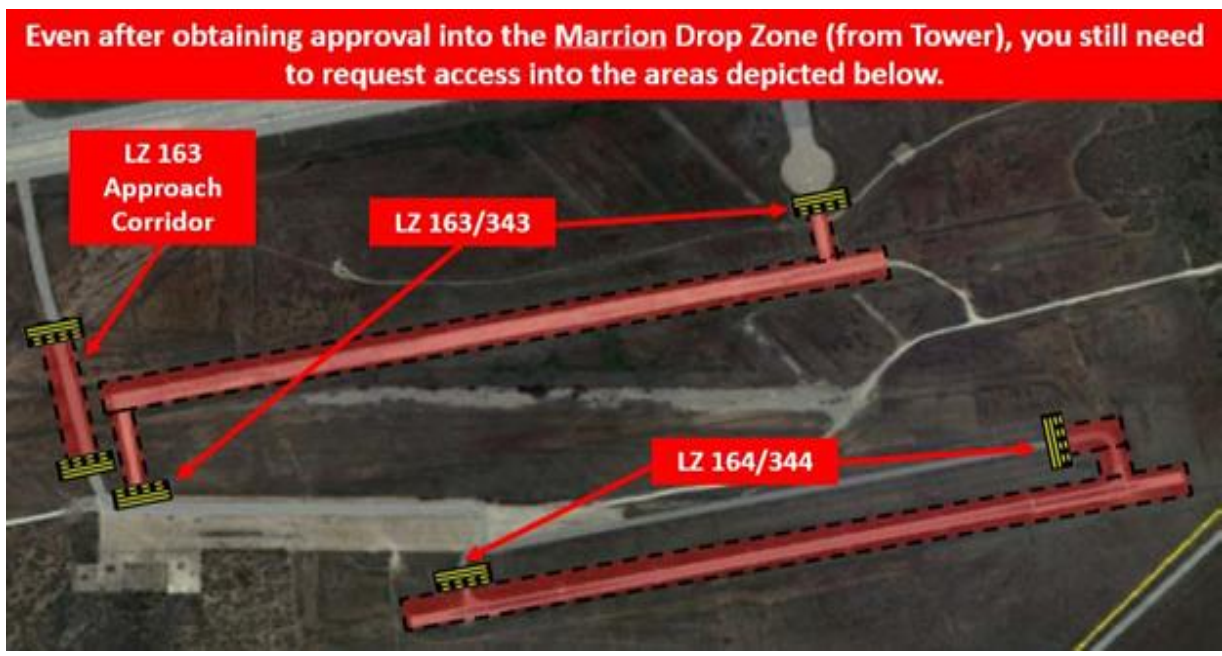 Even after obtaining approval into the Marrion Drop Zone (from Tower), you still need
to request access into the areas depicted below.
LZ 163
Approach
Corridor
LZ 163/343
LZ 164/344